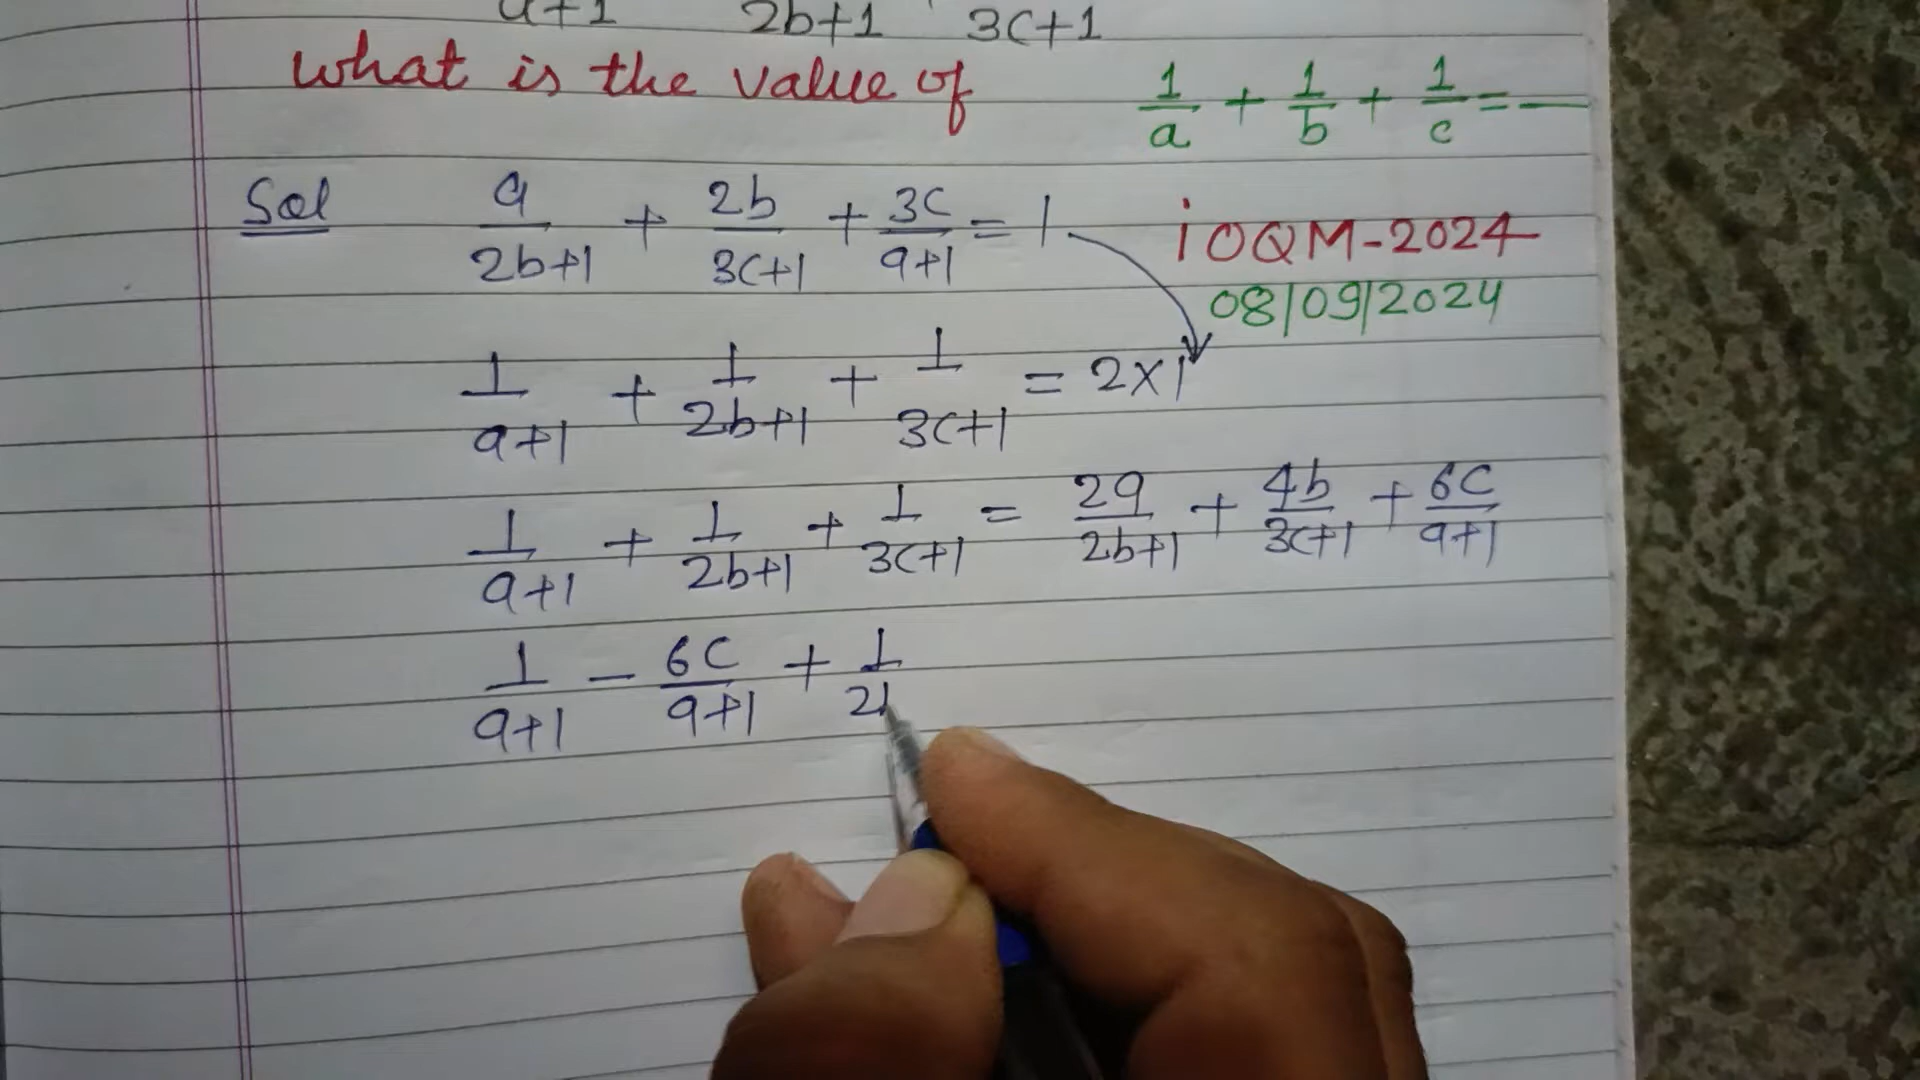 a+1 2b+1 3c+1
what is the value of 1/a + 1/b + 1/c = —
Sol a/2b+1 + 2b/3c+1 + 3c/a+1 = 1
iOQM-2024
08/09/2024
1/a+1 + 1/2b+1 + 1/3c+1 = 2×1
1/a+1 + 1/2b+1 + 1/3c+1 = 2a/2b+1 + 4b/3c+1 + 6c/a+1
1/a+1 - 6c/a+1 + 1/2